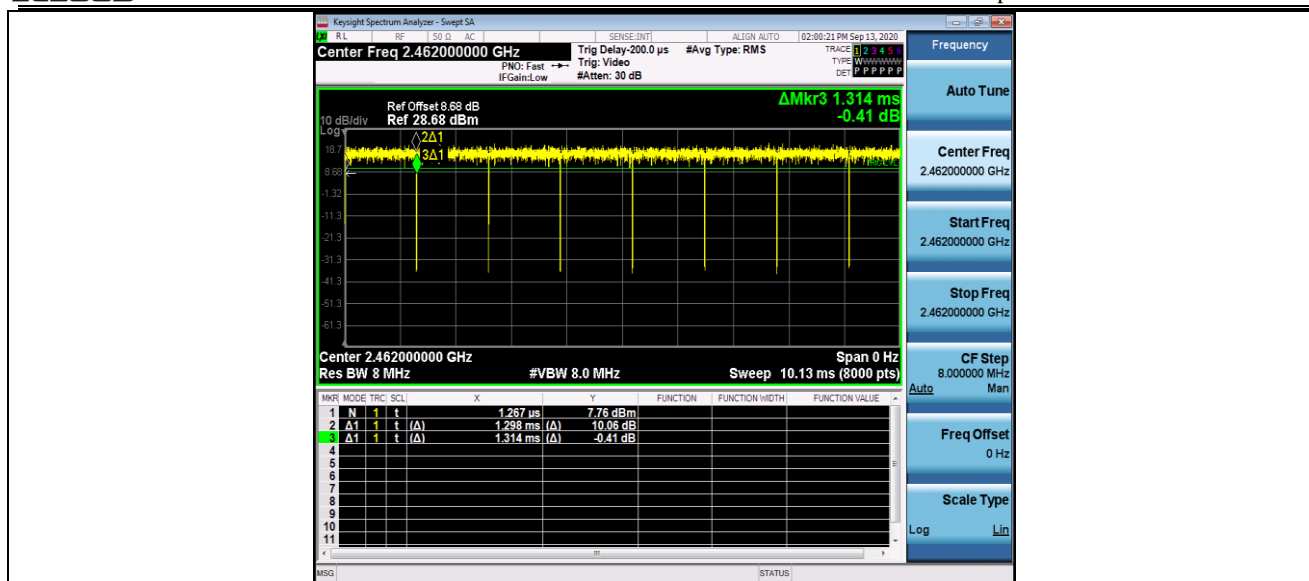 Keysight Spectrum Analyzer - Swept SA
RL RF 50 Ω AC SENSE:INT ALIGN AUTO 02:00:21 PM Sep 13, 2020
Center Freq 2.462000000 GHz
PNO: Fast
IFGain:Low
Trig Delay-200.0 µs
Trig: Video
#Atten: 30 dB
#Avg Type: RMS
TRACE 1 2 3 4 5 6
TYPE WWWWWW
DET P P P P P P
Frequency
Auto Tune
Center Freq
2.462000000 GHz
Start Freq
2.462000000 GHz
Stop Freq
2.462000000 GHz
CF Step
8.000000 MHz
Auto Man
Freq Offset
0 Hz
Scale Type
Log Lin
ΔMkr3 1.314 ms
-0.41 dB
Ref Offset 8.68 dB
10 dB/div Ref 28.68 dBm
Log
2Δ1
3Δ1
18.7
8.68
-1.32
-11.3
-21.3
-31.3
-41.3
-51.3
-61.3
Center 2.462000000 GHz Span 0 Hz
Res BW 8 MHz #VBW 8.0 MHz Sweep 10.13 ms (8000 pts)
MKR MODE TRC SCL X Y FUNCTION FUNCTION WIDTH FUNCTION VALUE
1 N 1 t 1.267 µs 7.76 dBm
2 Δ1 1 t (Δ) 1.298 ms (Δ) 10.06 dB
3 Δ1 1 t (Δ) 1.314 ms (Δ) -0.41 dB
4
5
6
7
8
9
10
11
MSG STATUS